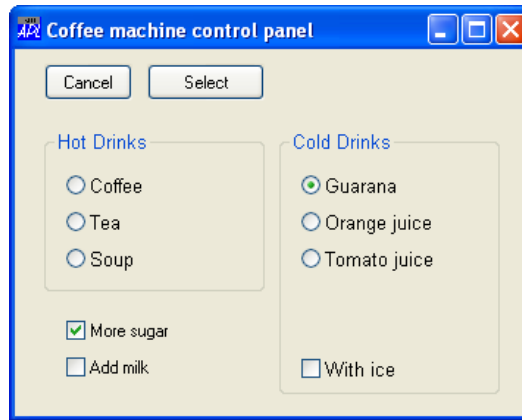 APL Coffee machine control panel
Cancel Select
Hot Drinks
Coffee
Tea
Soup
More sugar
Add milk
Cold Drinks
Guarana
Orange juice
Tomato juice
With ice